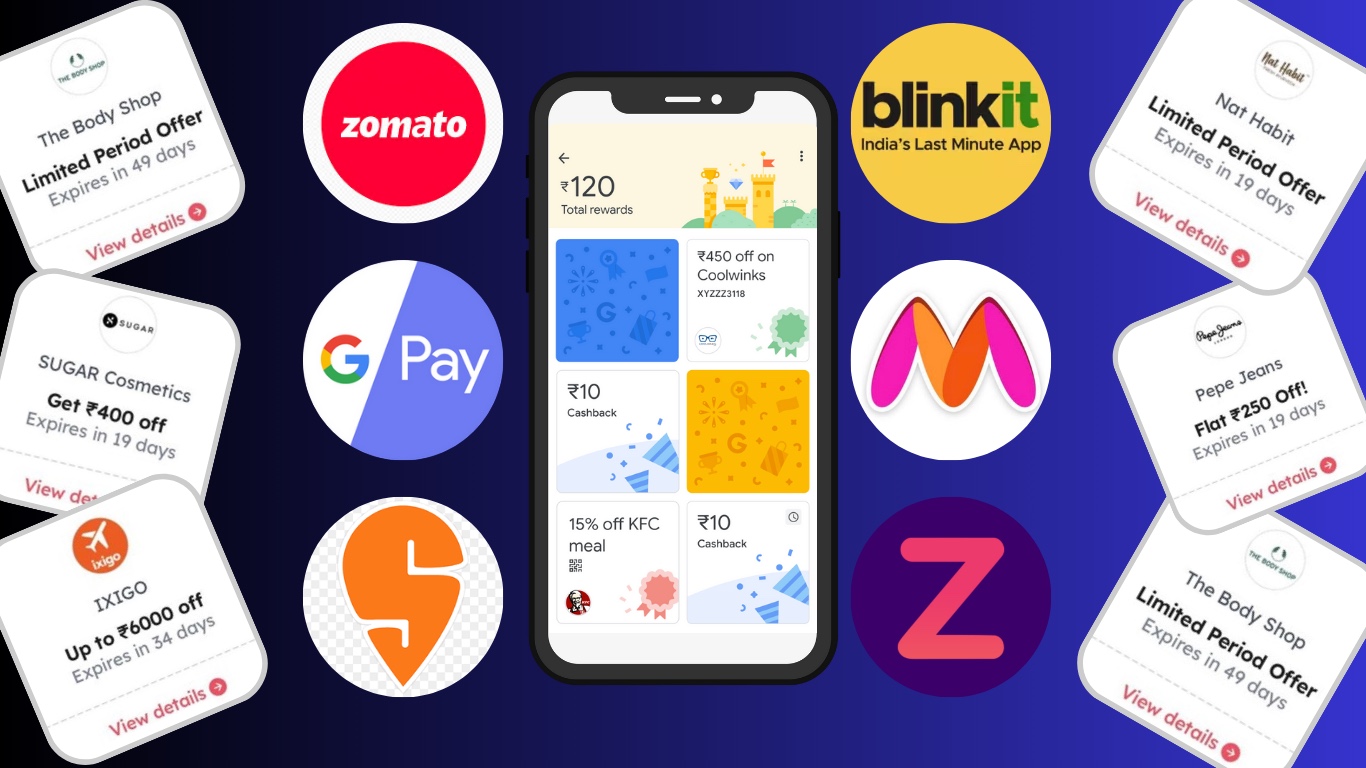 THE BODY SHOP
The Body Shop
Limited Period Offer
Expires in 49 days
View details
SUGAR
SUGAR Cosmetics
Get ₹400 off
Expires in 19 days
View det
ixigo
IXIGO
Up to ₹6000 off
Expires in 34 days
View details
zomato
G Pay
₹120
Total rewards
₹450 off on
Coolwinks
XYZZZ3118
G
₹10
Cashback
G
15% off KFC
meal
₹10
Cashback
blinkit
India's Last Minute App
Z
Nat Habit
Nat Habit
Limited Period Offer
Expires in 19 days
View details
Pepe Jeans
Pepe Jeans
Flat ₹250 Off!
Expires in 19 days
View details
THE BODY SHOP
The Body Shop
Limited Period Offer
Expires in 49 days
View details